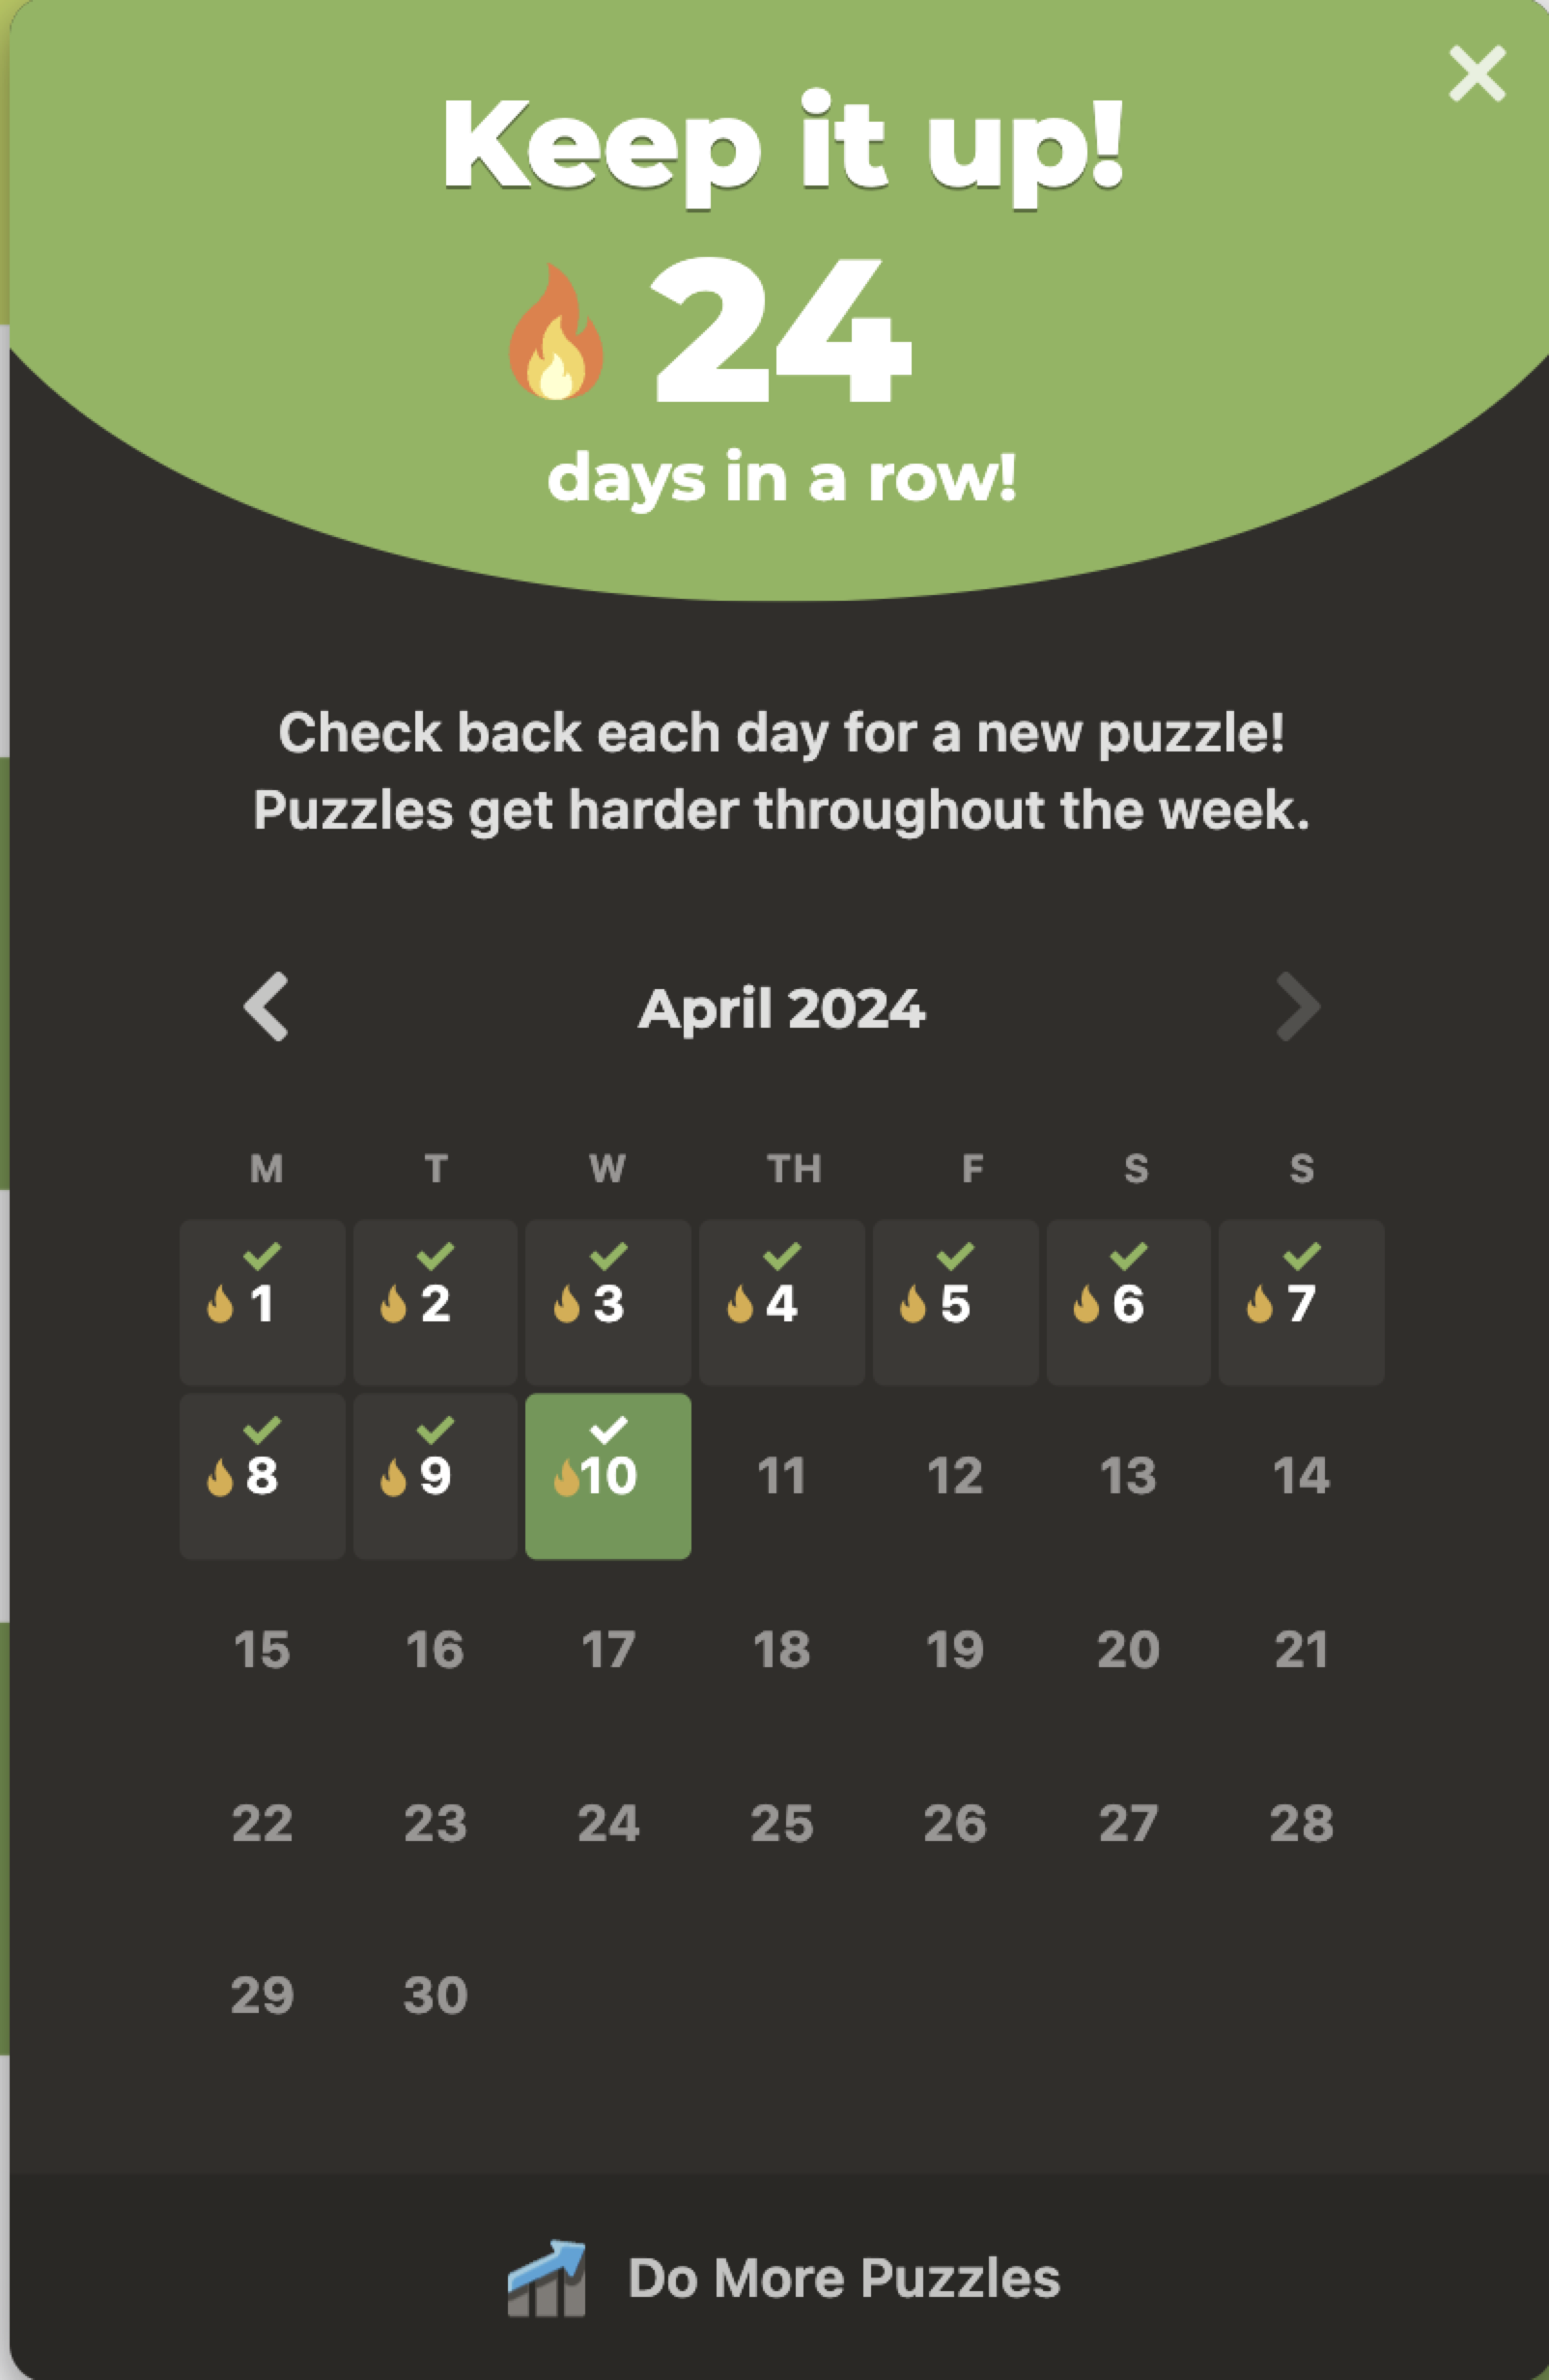 Keep it up!
24
days in a row!
Check back each day for a new puzzle!
Puzzles get harder throughout the week.
April 2024
M T W TH F S S
1 2 3 4 5 6 7
8 9 10 11 12 13 14
15 16 17 18 19 20 21
22 23 24 25 26 27 28
29 30
Do More Puzzles